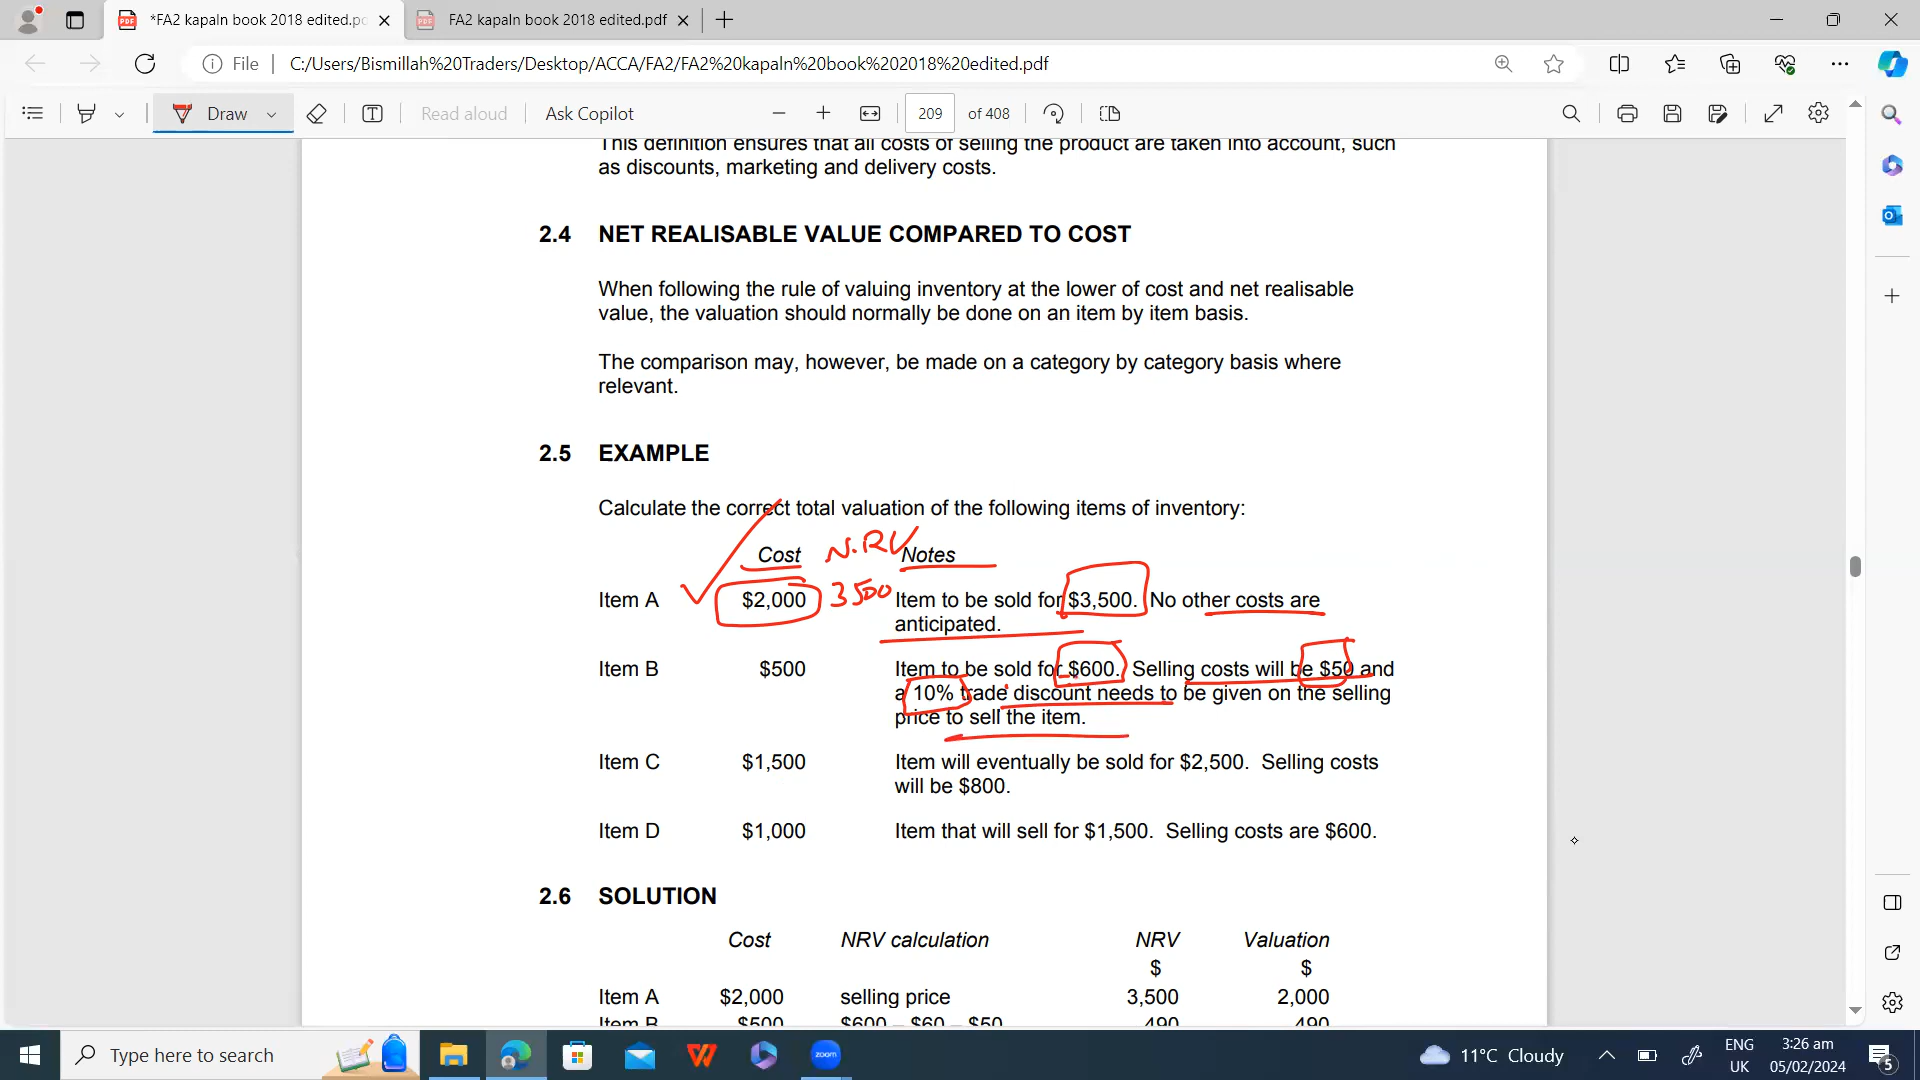 *FA2 kapaln book 2018 edited.pd
FA2 kapaln book 2018 edited.pdf
File
C:/Users/Bismillah%20Traders/Desktop/ACCA/FA2/FA2%20kapaln%20book%202018%20edited.pdf
Draw
Read aloud
Ask Copilot
209 of 408
This definition ensures that all costs of selling the product are taken into account, such
as discounts, marketing and delivery costs.
2.4 NET REALISABLE VALUE COMPARED TO COST
When following the rule of valuing inventory at the lower of cost and net realisable
value, the valuation should normally be done on an item by item basis.
The comparison may, however, be made on a category by category basis where
relevant.
2.5 EXAMPLE
Calculate the correct total valuation of the following items of inventory:
Cost N.RV Notes
Item A $2,000 3500 Item to be sold for $3,500. No other costs are
anticipated.
Item B $500 Item to be sold for $600. Selling costs will be $50 and
a 10% trade discount needs to be given on the selling
price to sell the item.
Item C $1,500 Item will eventually be sold for $2,500. Selling costs
will be $800.
Item D $1,000 Item that will sell for $1,500. Selling costs are $600.
2.6 SOLUTION
Cost NRV calculation NRV Valuation
$ $
Item A $2,000 selling price 3,500 2,000
Item B $500 $600 – $60 – $50 490 490
Type here to search
zoom
11°C Cloudy
ENG
UK
3:26 am
05/02/2024
5